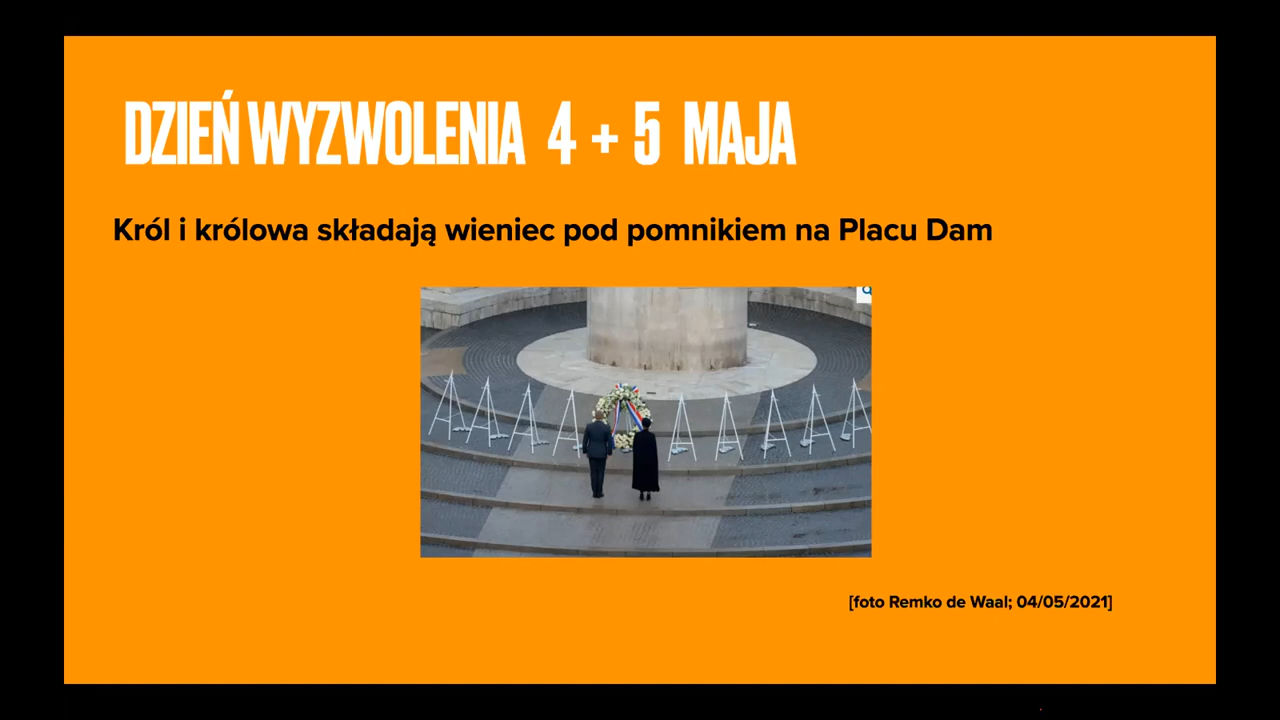 DZIEŃ WYZWOLENIA 4 + 5 MAJA
Król i królowa składają wieniec pod pomnikiem na Placu Dam
[foto Remko de Waal; 04/05/2021]